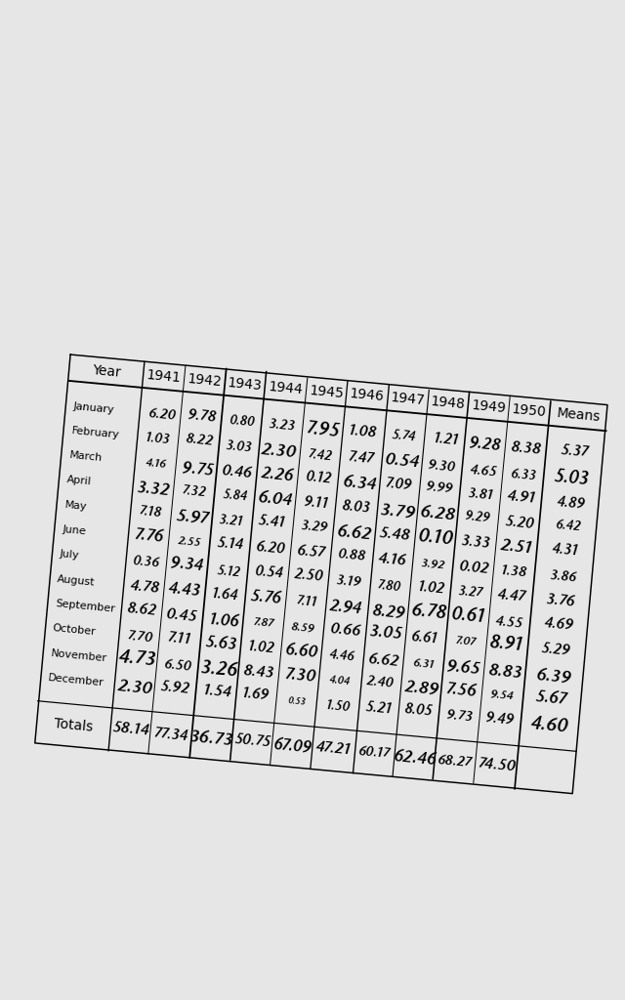 Year 1941 1942 1943 1944 1945 1946 1947 1948 1949 1950 Means
January 6.20 9.78 0.80 3.23 7.95 1.08 5.74 1.21 9.28 8.38 5.37
February 1.03 8.22 3.03 2.30 7.42 7.47 0.54 9.30 4.65 6.33 5.03
March 4.16 9.75 0.46 2.26 0.12 6.34 7.09 9.99 3.81 4.91 4.89
April 3.32 7.32 5.84 6.04 9.11 8.03 3.79 6.28 9.29 5.20 6.42
May 7.18 5.97 3.21 5.41 3.29 6.62 5.48 0.10 3.33 2.51 4.31
June 7.76 2.55 5.14 6.20 6.57 0.88 4.16 3.92 0.02 1.38 3.86
July 0.36 9.34 5.12 0.54 2.50 3.19 7.80 1.02 3.27 4.47 3.76
August 4.78 4.43 1.64 5.76 7.11 2.94 8.29 6.78 0.61 4.55 4.69
September 8.62 0.45 1.06 7.87 8.59 0.66 3.05 6.61 7.07 8.91 5.29
October 7.70 7.11 5.63 1.02 6.60 4.46 6.62 6.31 9.65 8.83 6.39
November 4.73 6.50 3.26 8.43 7.30 4.04 2.40 2.89 7.56 9.54 5.67
December 2.30 5.92 1.54 1.69 0.53 1.50 5.21 8.05 9.73 9.49 4.60
Totals 58.14 77.34 36.73 50.75 67.09 47.21 60.17 62.46 68.27 74.50